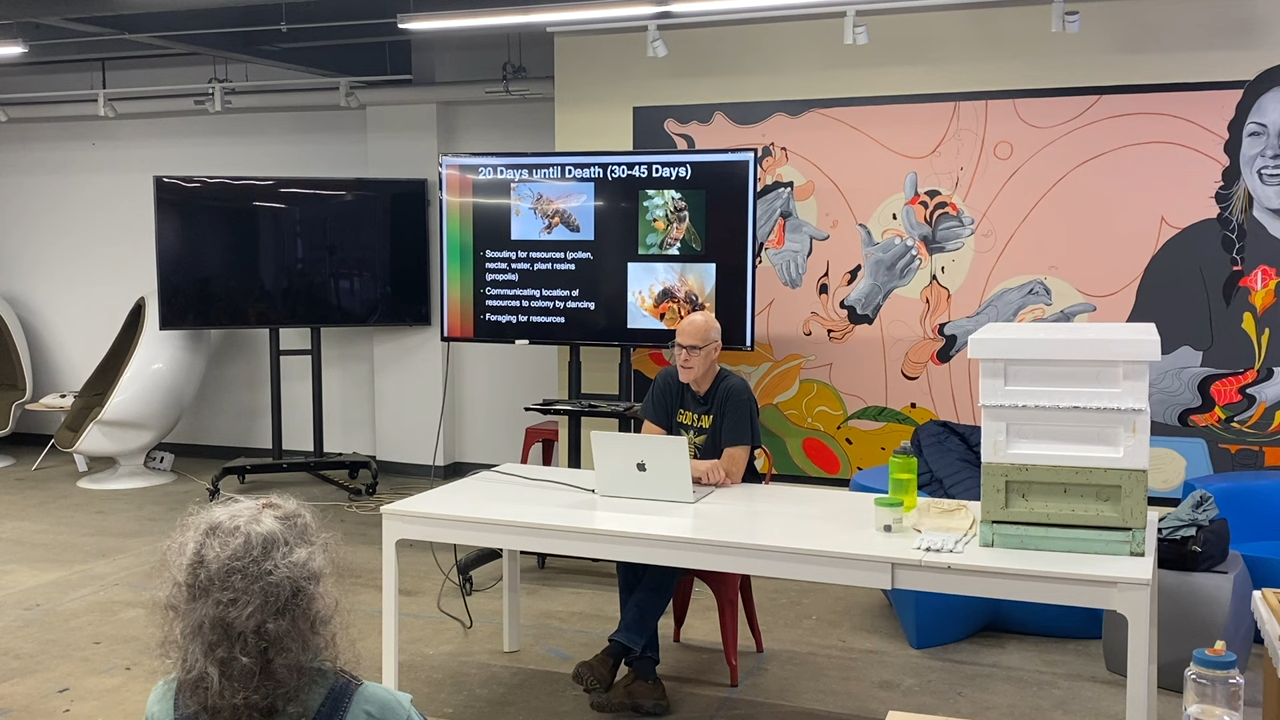 20 Days until Death (30-45 Days)
• Scouting for resources (pollen,
nectar, water, plant resins
(propolis)
• Communicating location of
resources to colony by dancing
• Foraging for resources